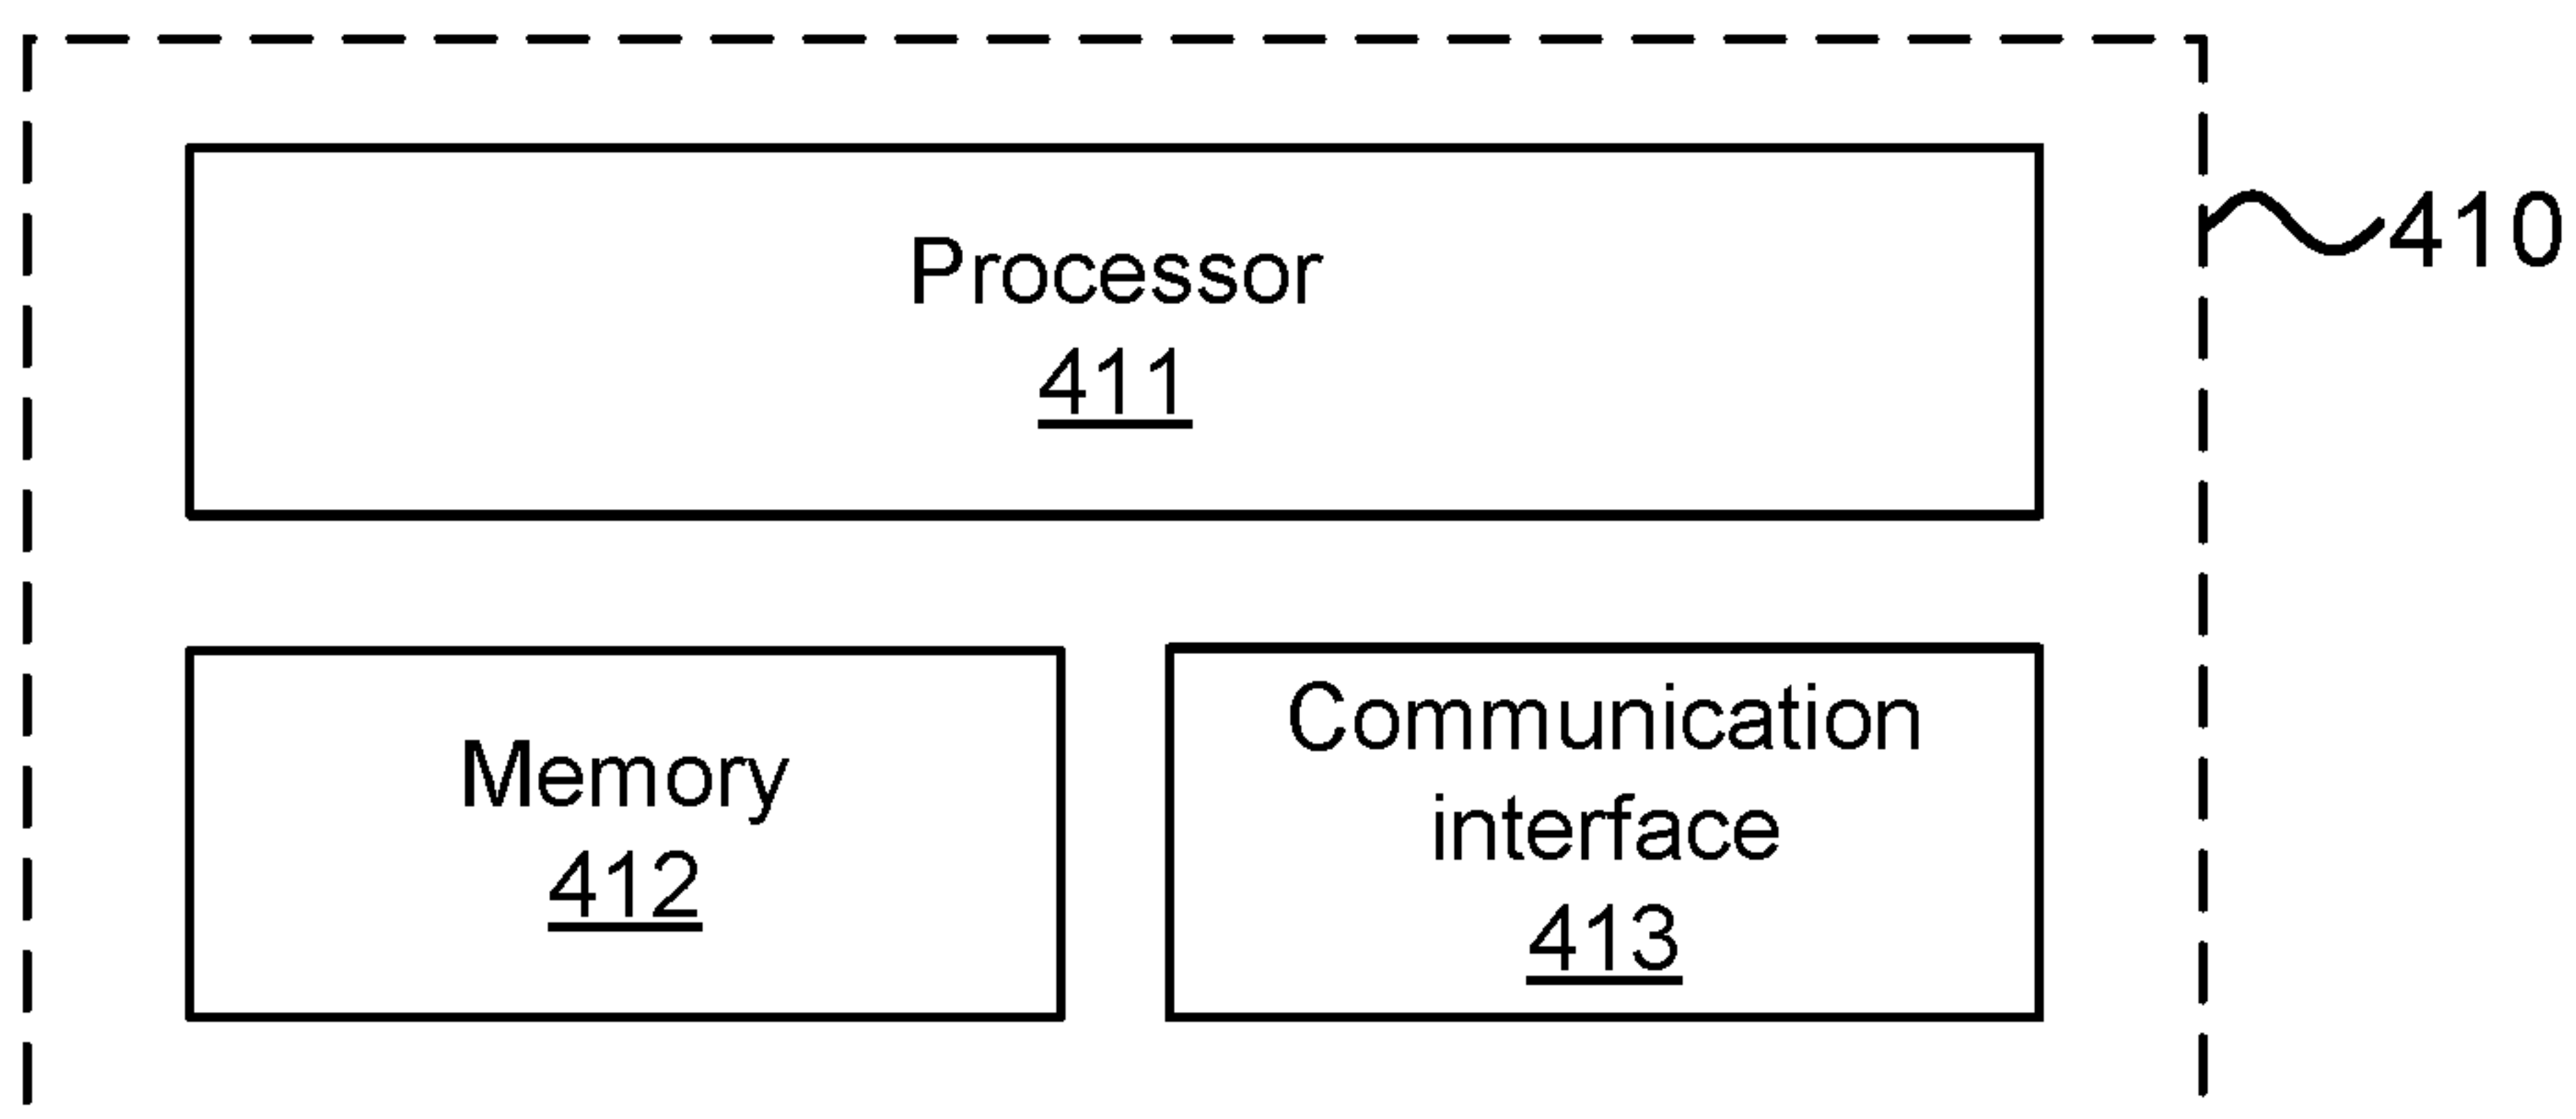 Processor
411
410
Memory
412
Communication
interface
413